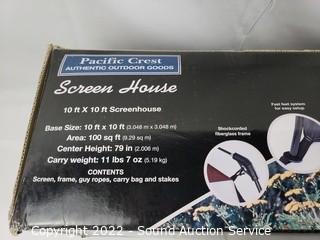 Pacific Crest
AUTHENTIC OUTDOOR GOODS
Screen House
10 ft X 10 ft Screenhouse
Base Size: 10 ft x 10 ft (3.048 m x 3.048 m)
Area: 100 sq ft (9.29 sq m)
Center Height: 79 in (2.006 m)
Carry weight: 11 lbs 7 oz (5.19 kg)
CONTENTS
Screen, frame, guy ropes, carry bag and stakes
Shockcorded
fiberglass frame
Fast feet system
for easy setup
Copyright 2022 - Sound Auction Service